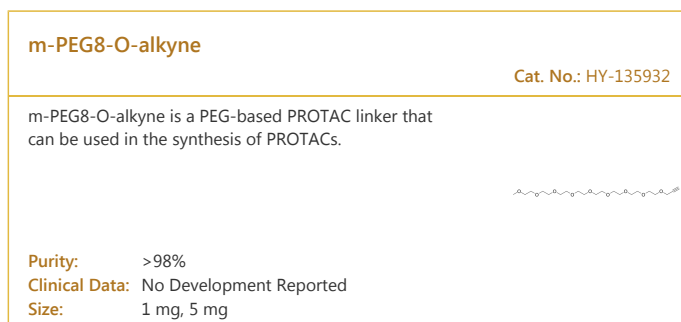 m-PEG8-O-alkyne
Cat. No.: HY-135932
m-PEG8-O-alkyne is a PEG-based PROTAC linker that
can be used in the synthesis of PROTACs.
Purity: >98%
Clinical Data: No Development Reported
Size: 1 mg, 5 mg